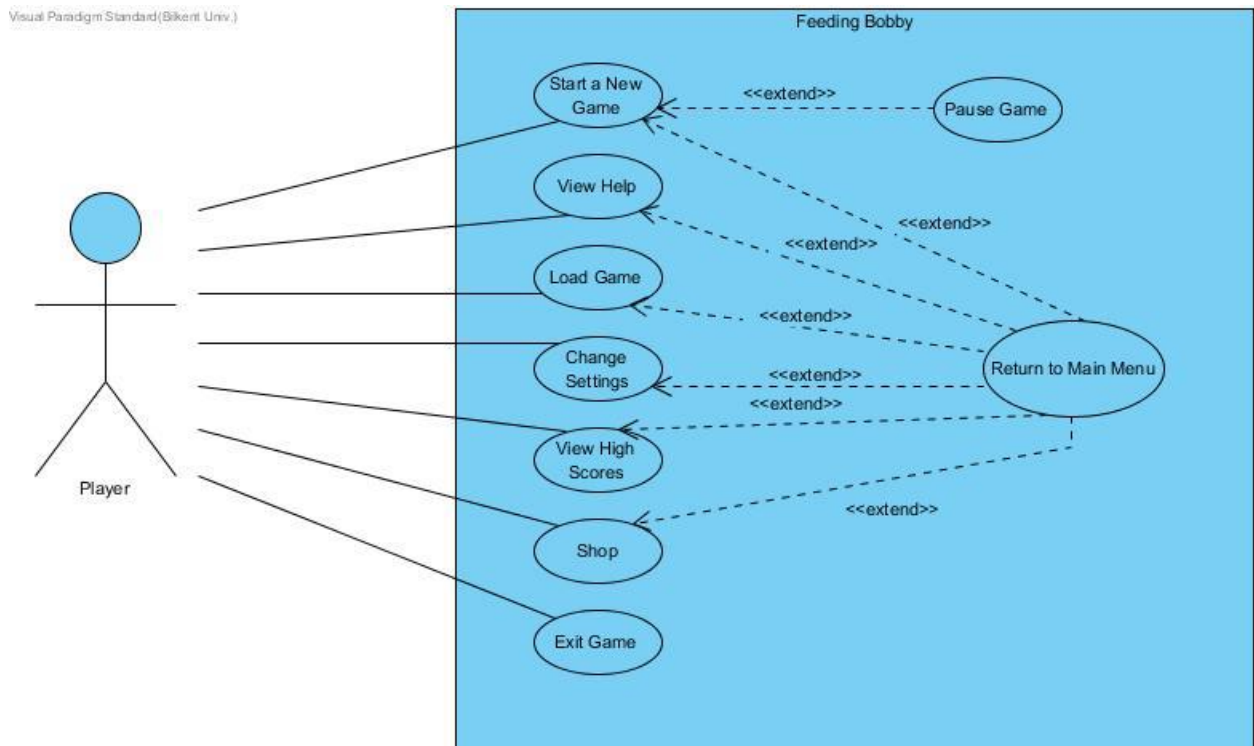 Visual Paradigm Standard(Bilkent Univ.)
Feeding Bobby
Start a New
Game
<<extend>>
Pause Game
View Help
<<extend>>
<<extend>>
Load Game
<<extend>>
Change
Settings
<<extend>>
Return to Main Menu
<<extend>>
View High
Scores
Player
<<extend>>
Shop
Exit Game